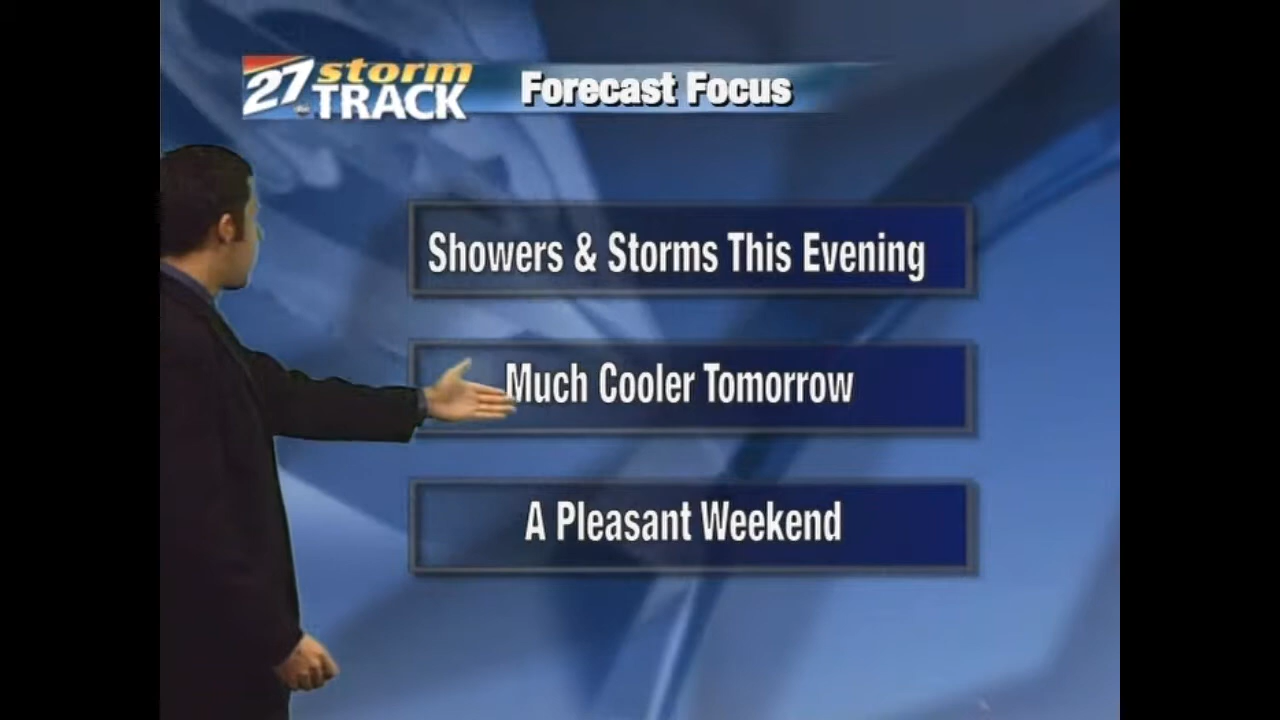 27 storm TRACK
Forecast Focus
Showers & Storms This Evening
Much Cooler Tomorrow
A Pleasant Weekend